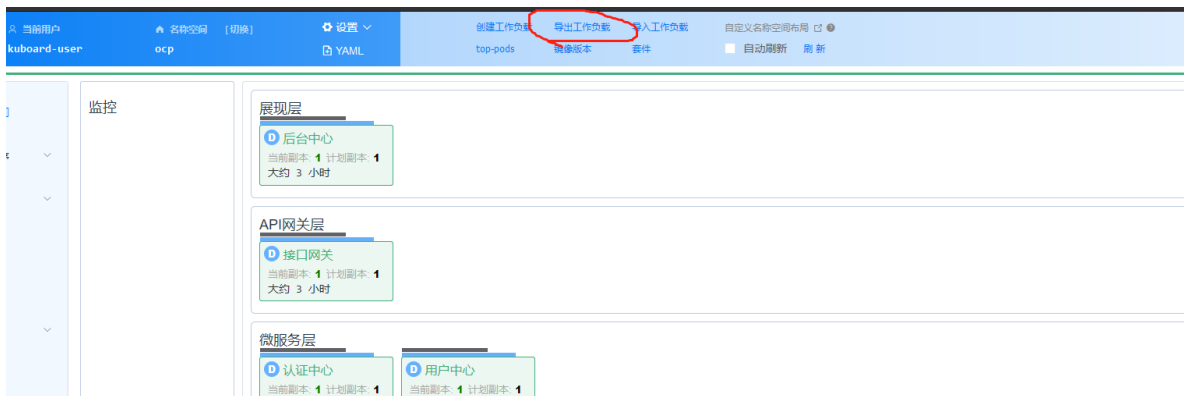 当前用户 名称空间 [切换] 设置 创建工作负载 导出工作负载 导入工作负载 自定义名称空间布局
kuboard-user ocp YAML top-pods 镜像版本 套件 自动刷新 刷新
监控
展现层
D 后台中心
当前副本: 1 计划副本: 1
大约 3 小时
API网关层
D 接口网关
当前副本: 1 计划副本: 1
大约 3 小时
微服务层
D 认证中心 D 用户中心
当前副本: 1 计划副本: 1 当前副本: 1 计划副本: 1